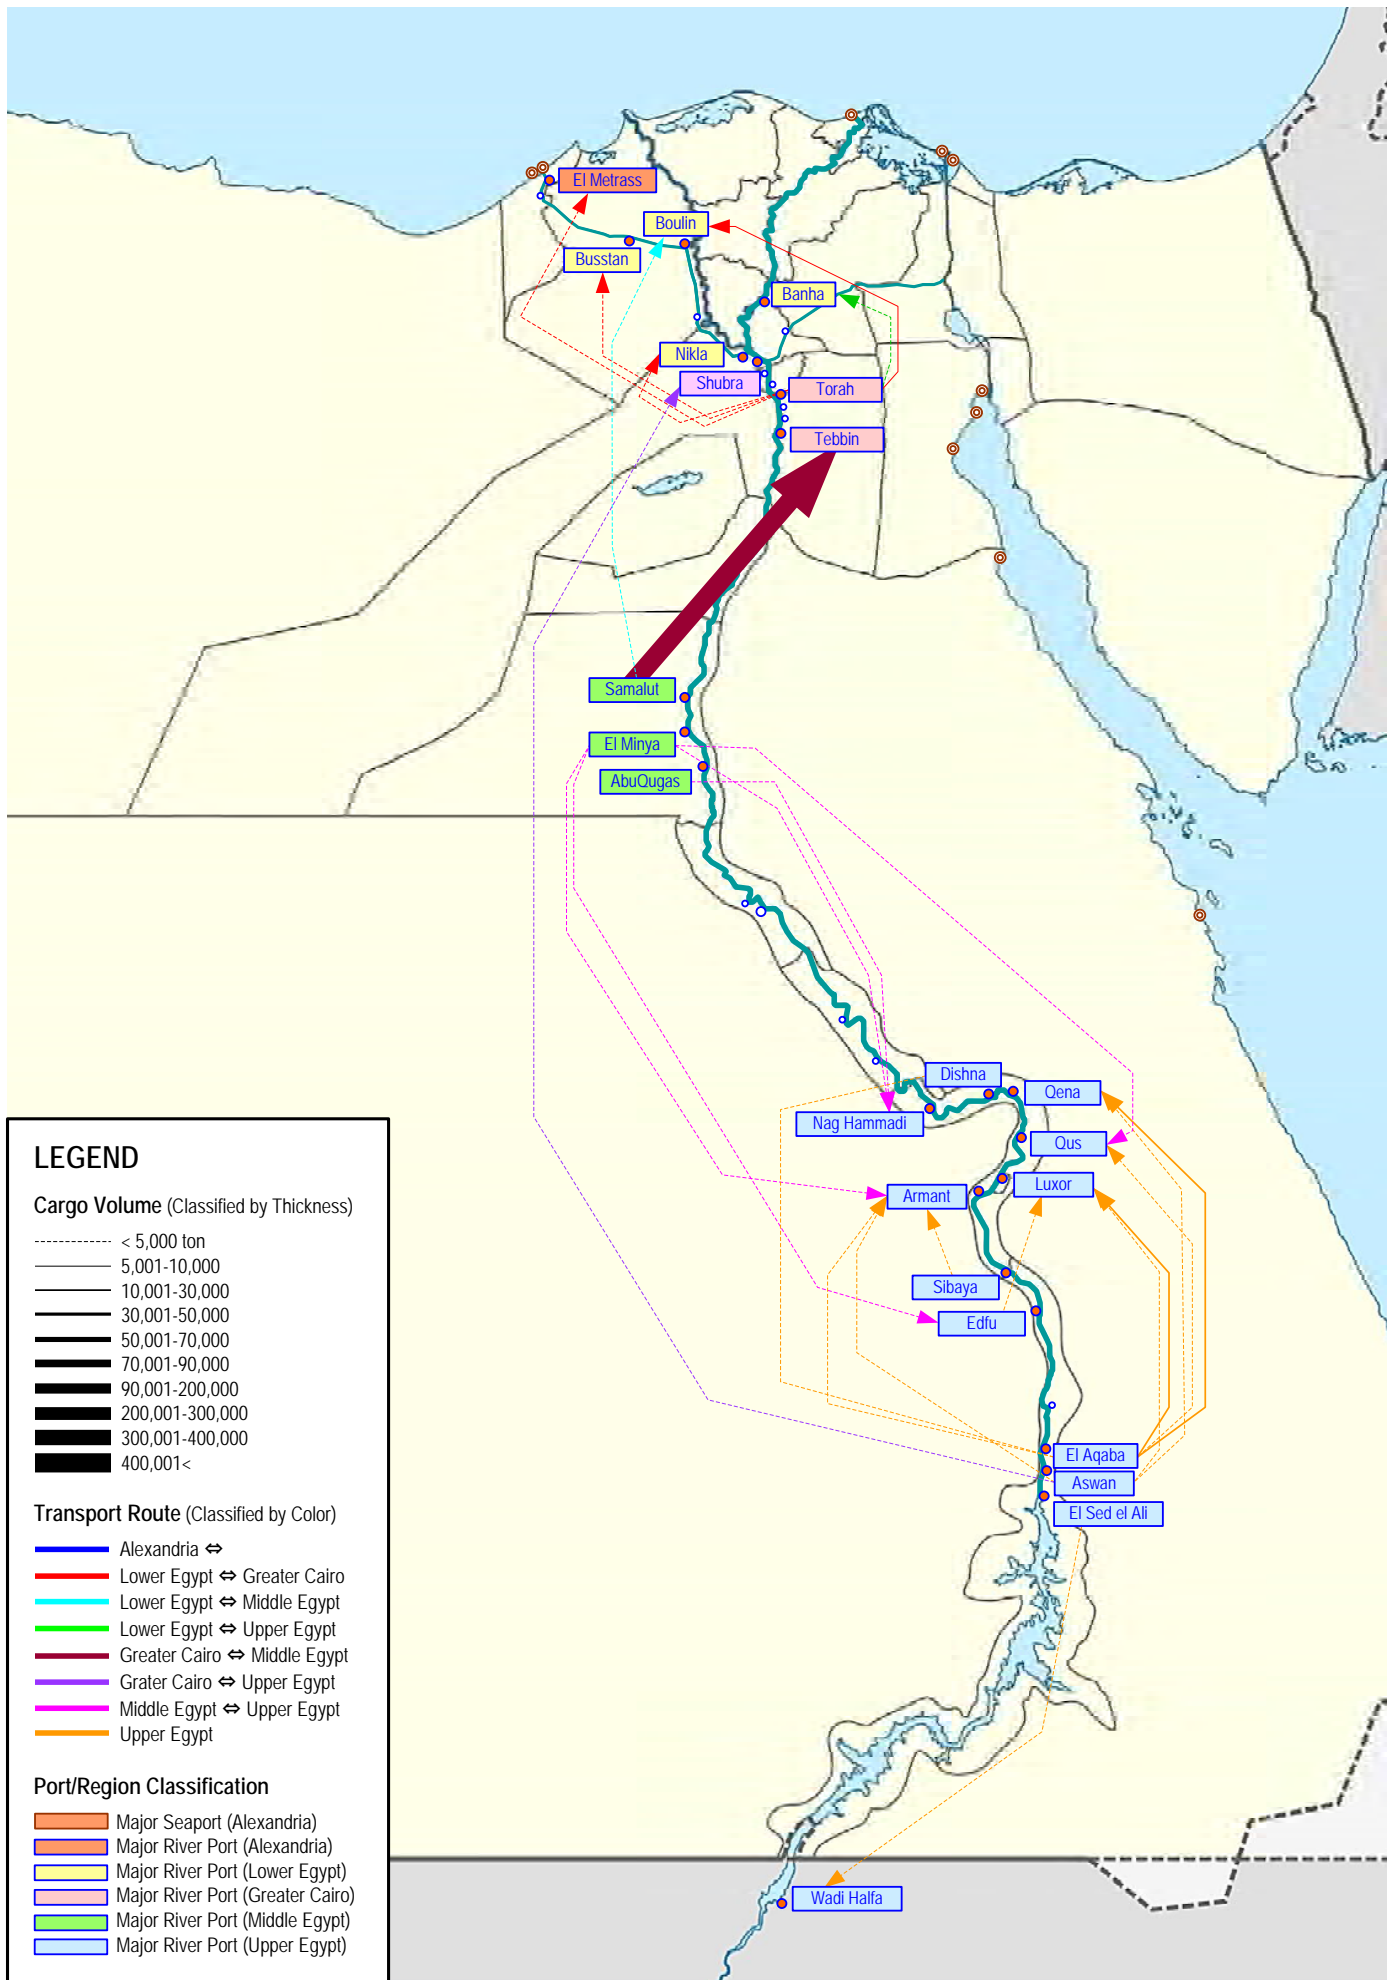 El Metrass
Boulin
Busstan
Banha
Nikla
Shubra
Torah
Tebbin
Samalut
El Minya
AbuQugas
Dishna
Qena
Nag Hammadi
Qus
Luxor
Armant
Sibaya
Edfu
El Aqaba
Aswan
El Sed el Ali
Wadi Halfa
LEGEND
Cargo Volume (Classified by Thickness)
< 5,000 ton
5,001-10,000
10,001-30,000
30,001-50,000
50,001-70,000
70,001-90,000
90,001-200,000
200,001-300,000
300,001-400,000
400,001<
Transport Route (Classified by Color)
Alexandria ⇔
Lower Egypt ⇔ Greater Cairo
Lower Egypt ⇔ Middle Egypt
Lower Egypt ⇔ Upper Egypt
Greater Cairo ⇔ Middle Egypt
Grater Cairo ⇔ Upper Egypt
Middle Egypt ⇔ Upper Egypt
Upper Egypt
Port/Region Classification
Major Seaport (Alexandria)
Major River Port (Alexandria)
Major River Port (Lower Egypt)
Major River Port (Greater Cairo)
Major River Port (Middle Egypt)
Major River Port (Upper Egypt)